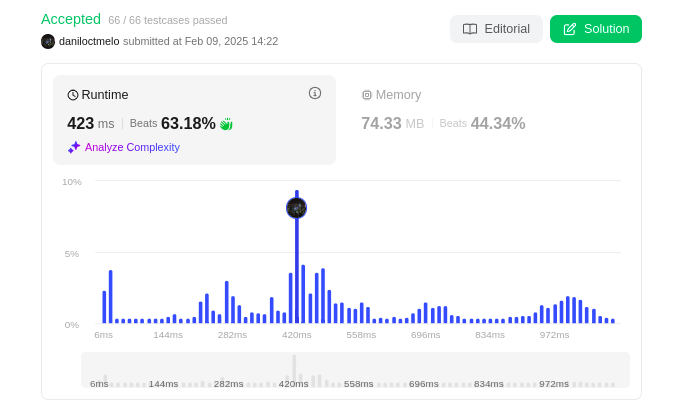 Accepted 66 / 66 testcases passed
daniloctmelo submitted at Feb 09, 2025 14:22
Editorial
Solution
Runtime
423 ms Beats 63.18%
Analyze Complexity
Memory
74.33 MB Beats 44.34%
10%
5%
0%
6ms 144ms 282ms 420ms 558ms 696ms 834ms 972ms
6ms 144ms 282ms 420ms 558ms 696ms 834ms 972ms